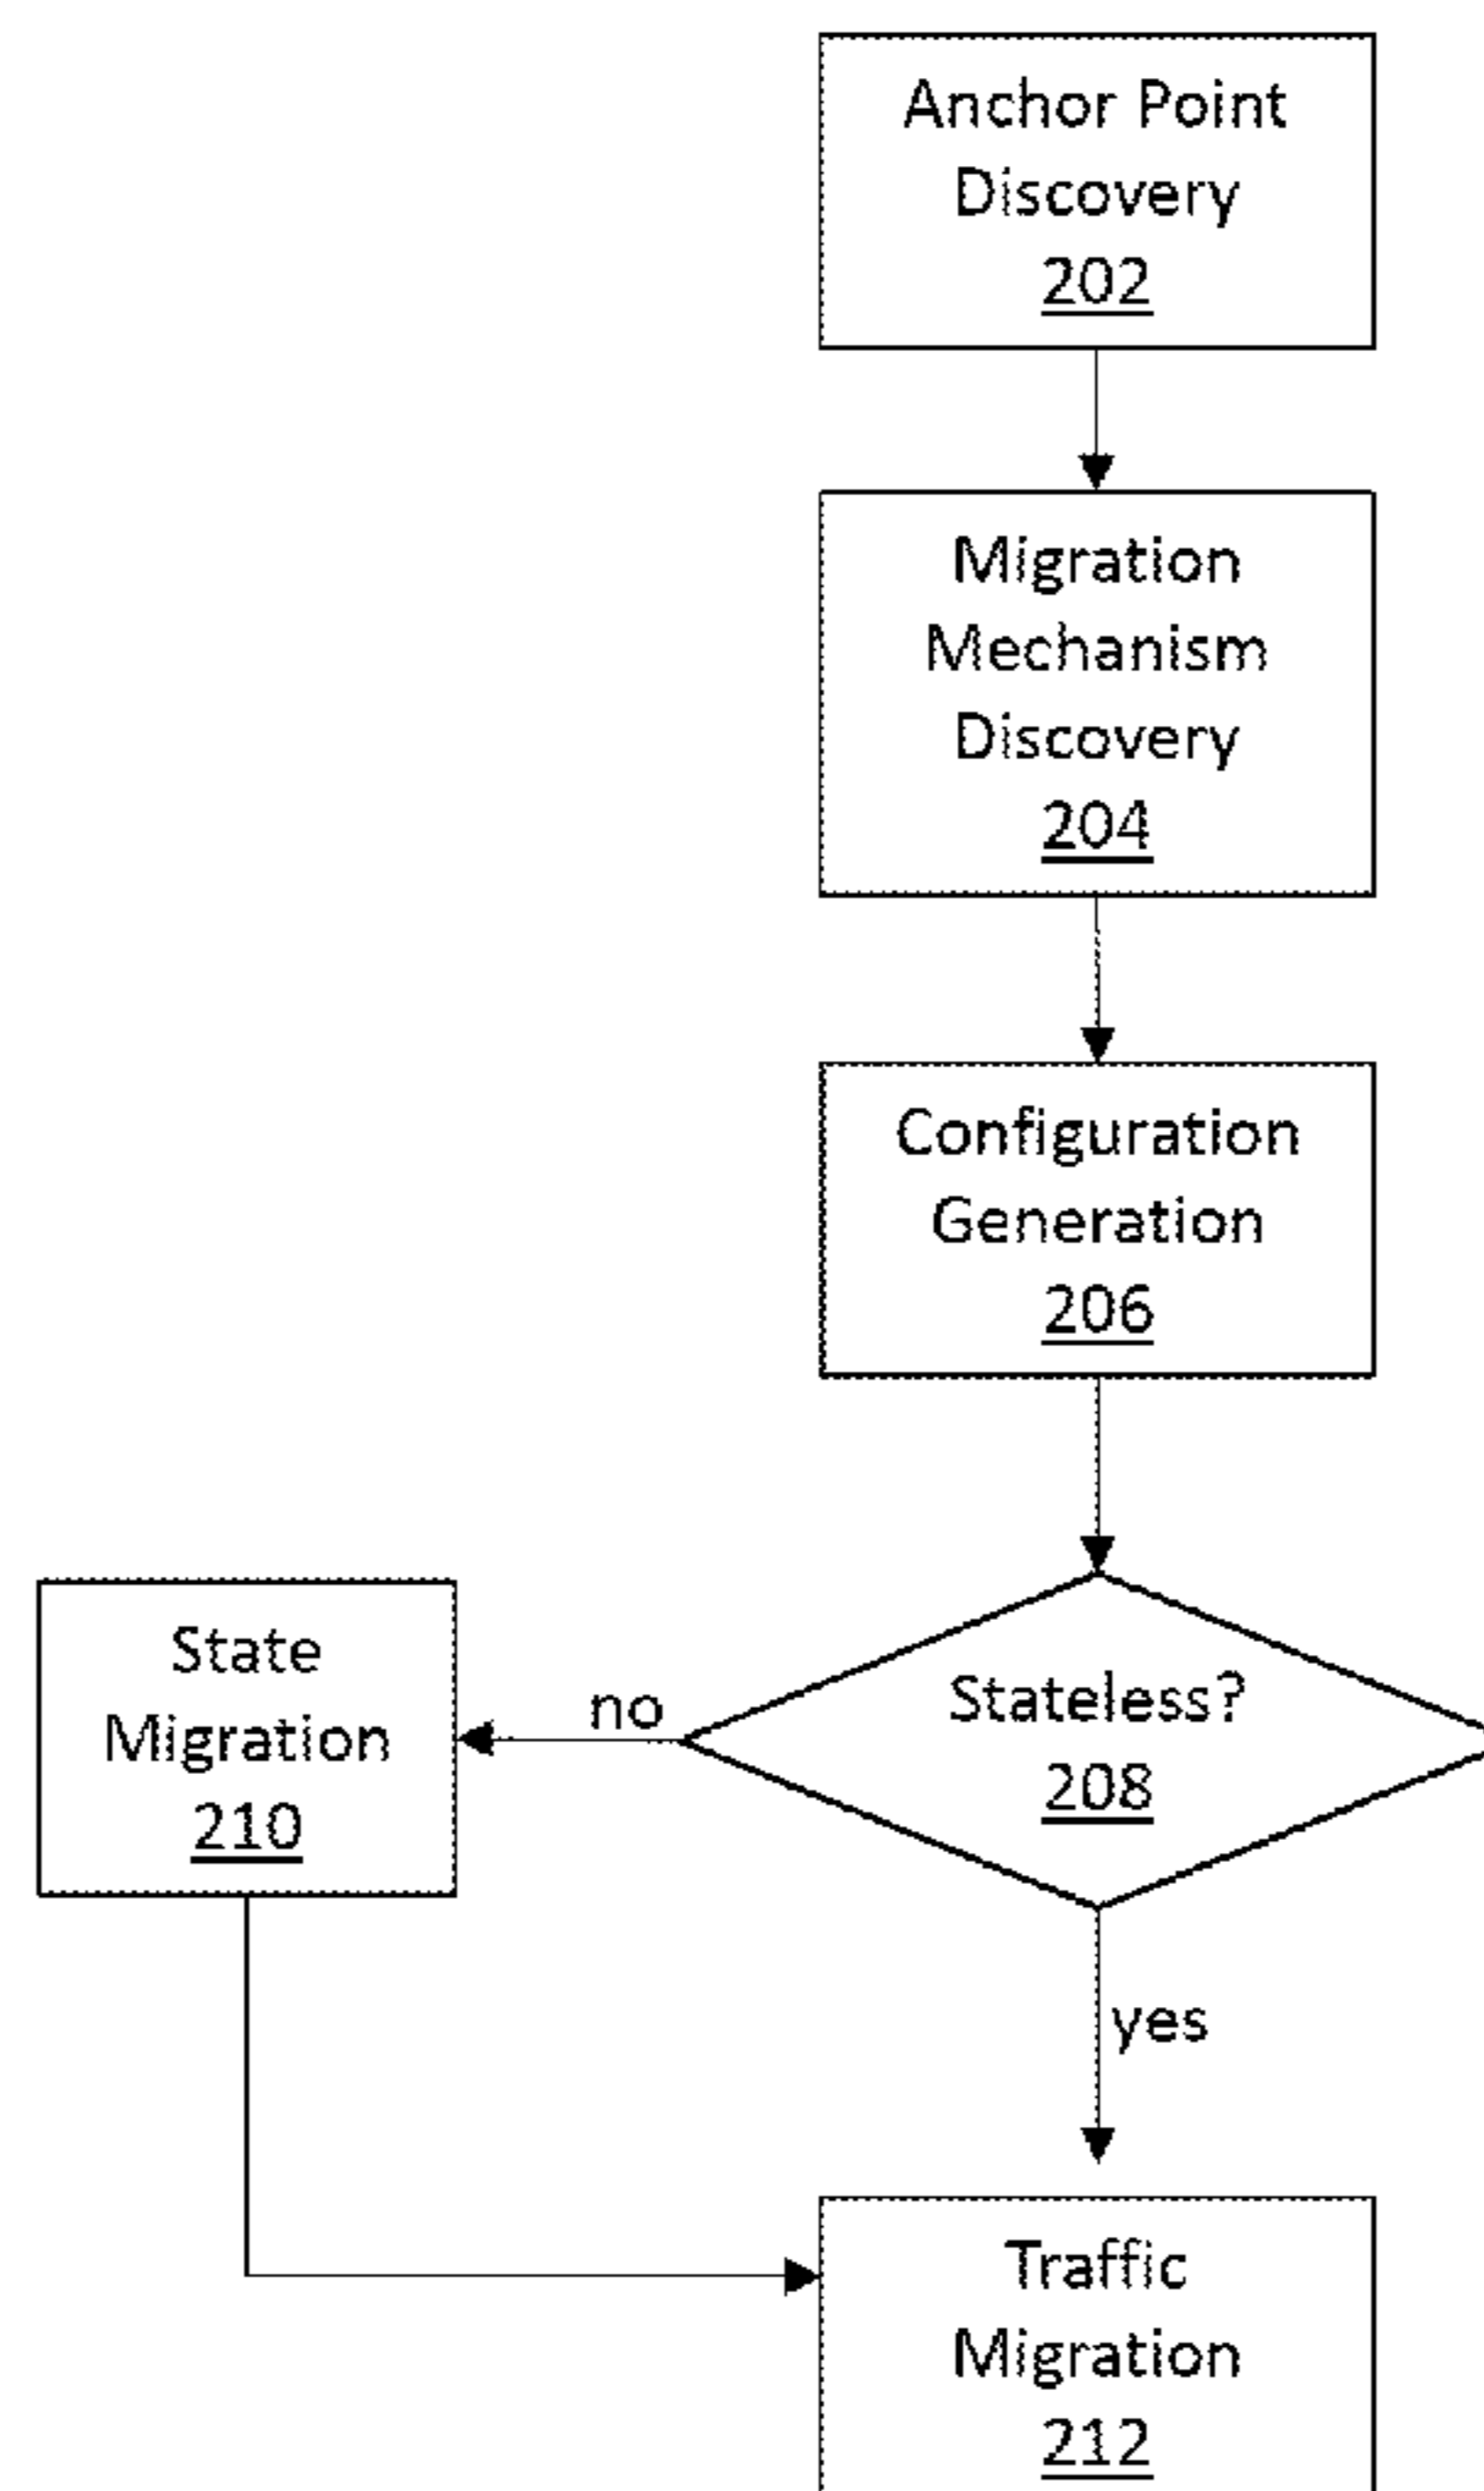 Anchor Point
Discovery
202
Migration
Mechanism
Discovery
204
Configuration
Generation
206
Stateless?
208
no
State
Migration
210
yes
Traffic
Migration
212